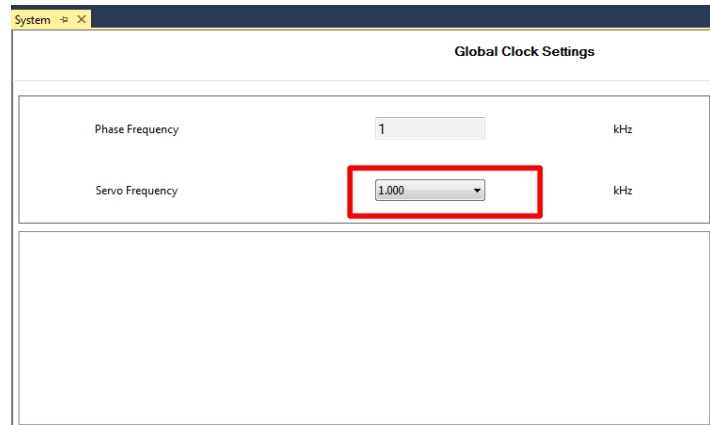 System
Global Clock Settings
Phase Frequency 1 kHz
Servo Frequency 1.000 kHz